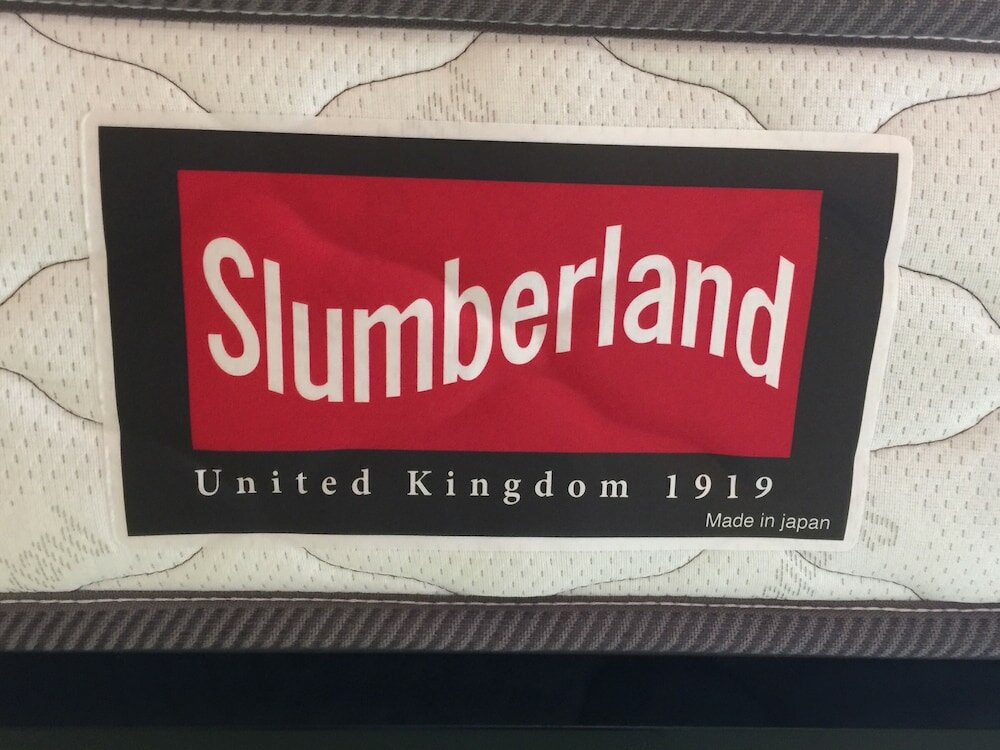 Slumberland
United Kingdom 1919
Made in japan